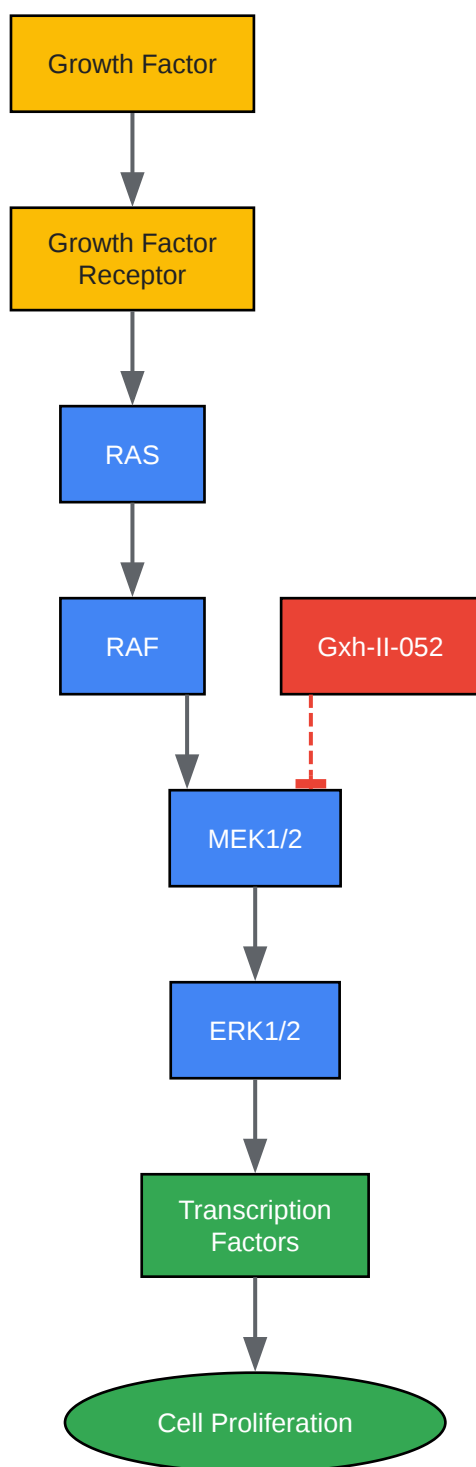 Growth Factor
Growth Factor
Receptor
RAS
RAF
Gxh-II-052
MEK1/2
ERK1/2
Transcription
Factors
Cell Proliferation